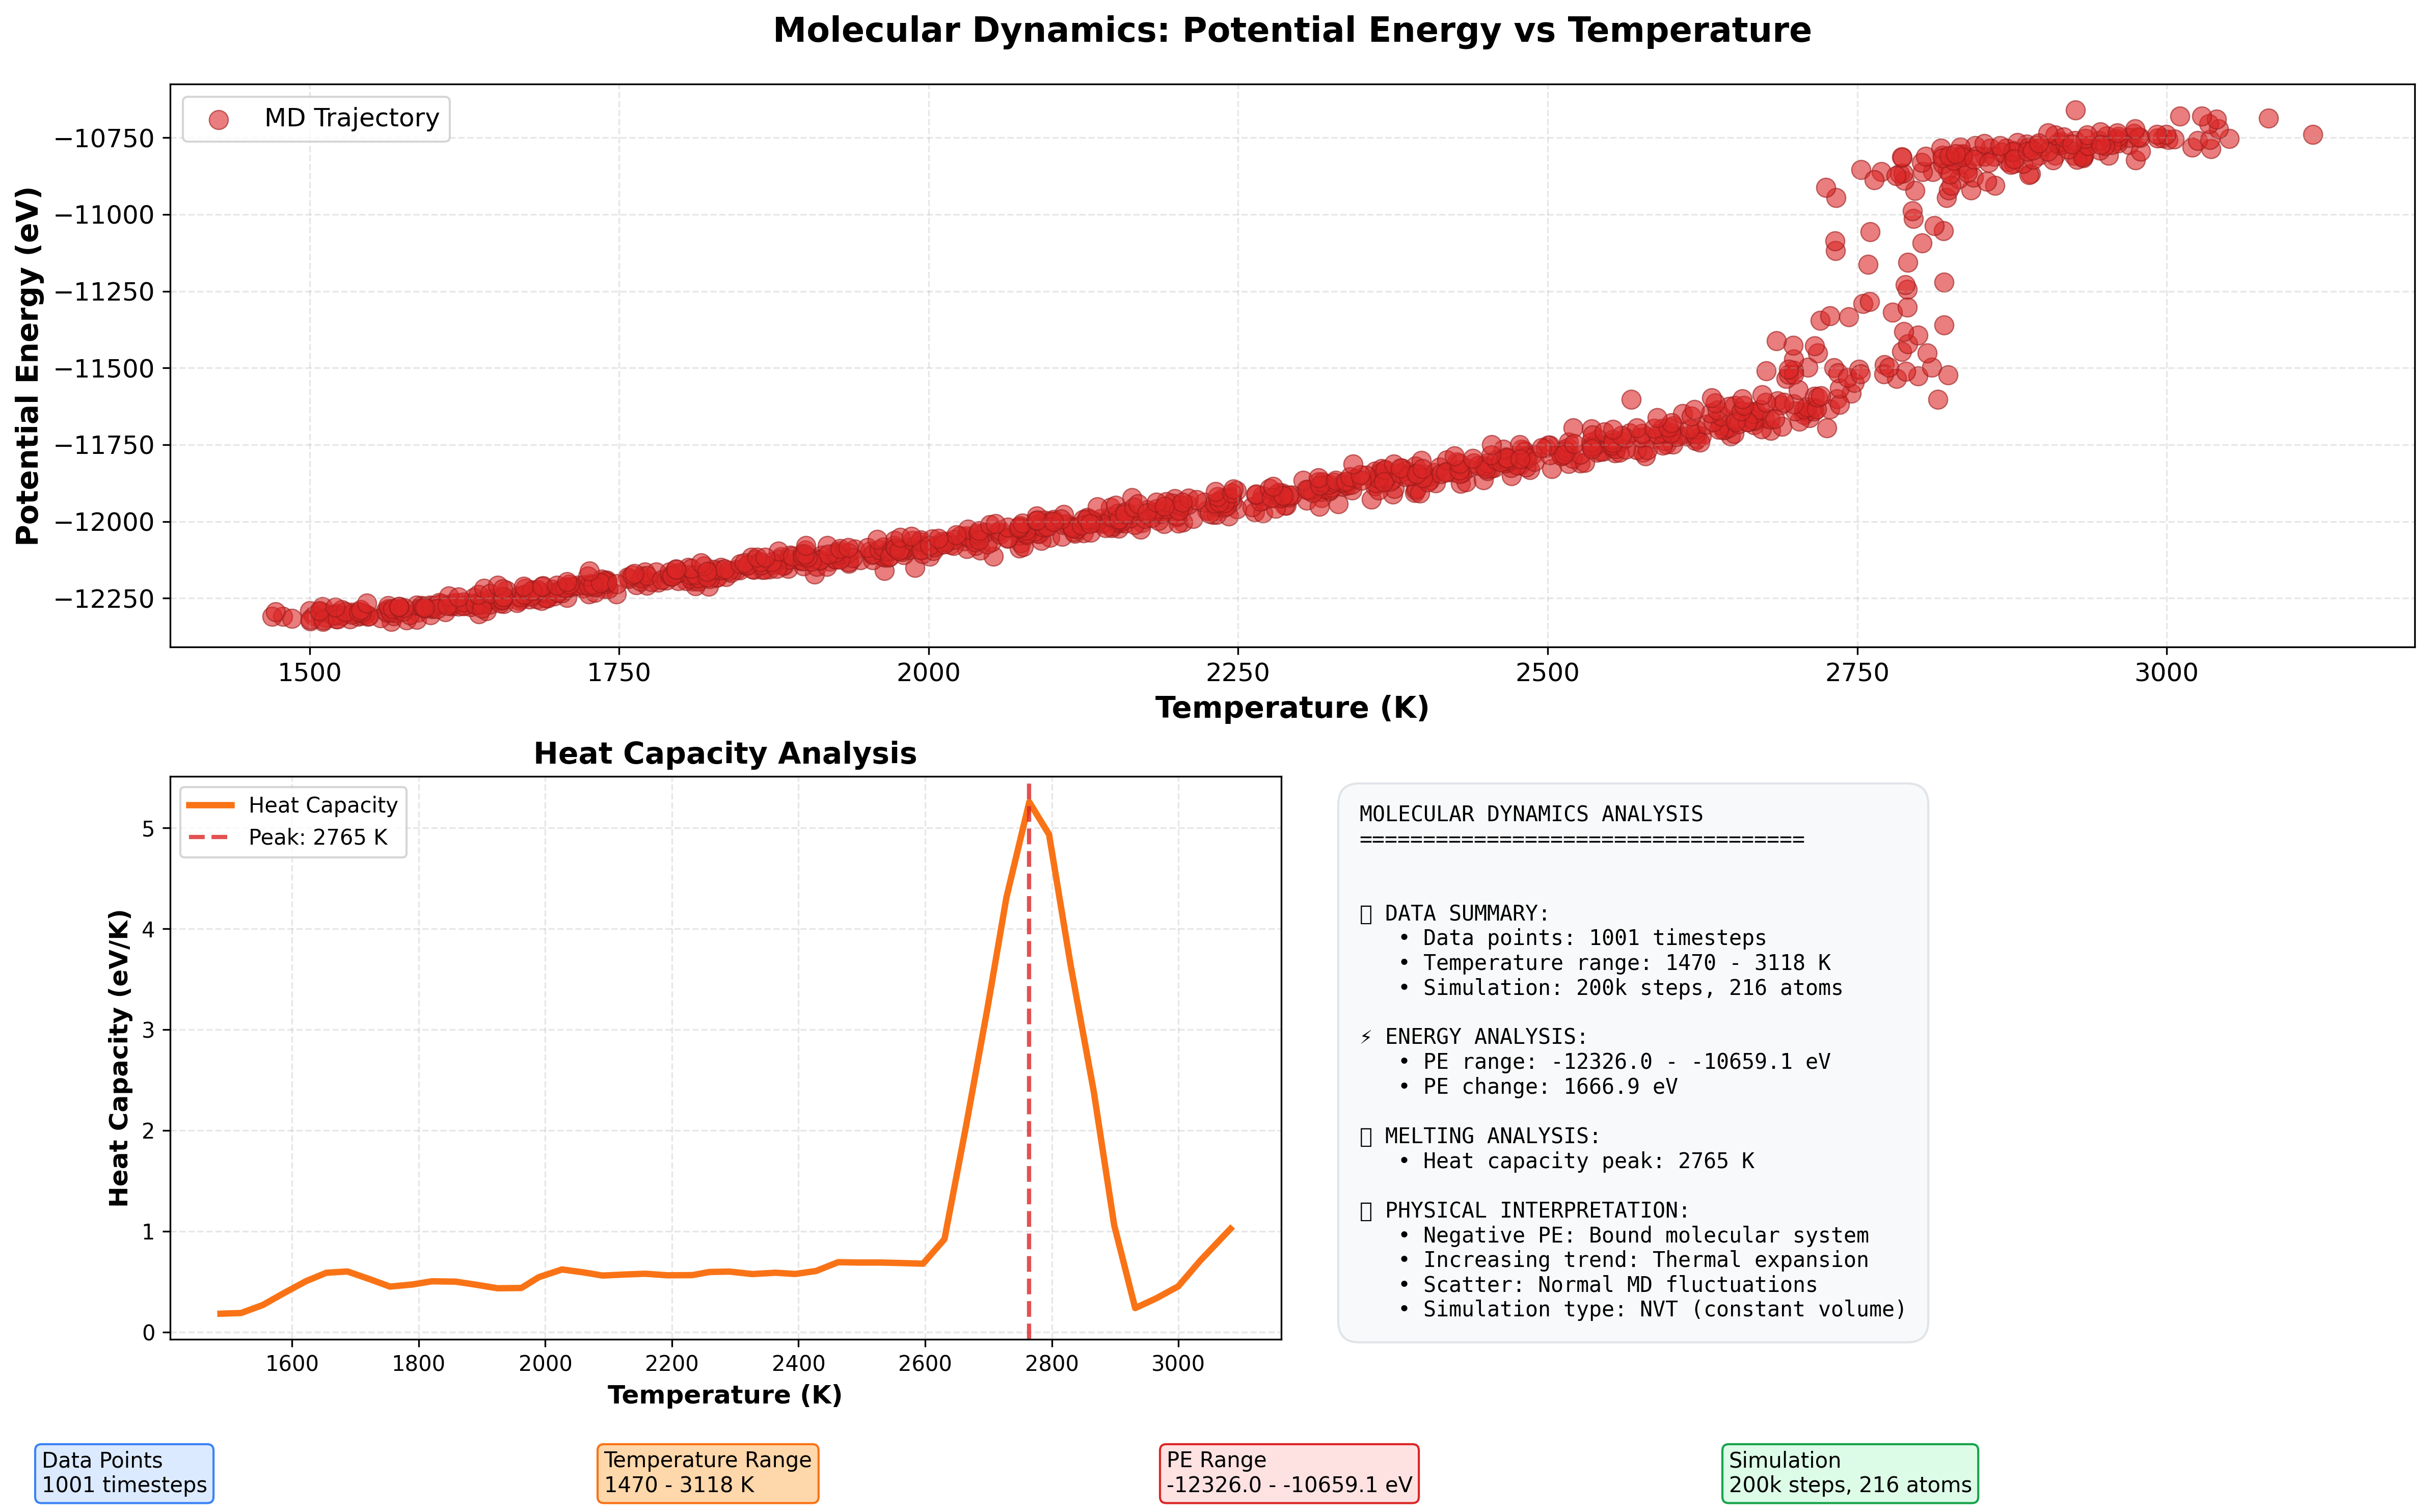 Molecular Dynamics: Potential Energy vs Temperature
MD Trajectory
Potential Energy (eV)
−10750
−11000
−11250
−11500
−11750
−12000
−12250
1500 1750 2000 2250 2500 2750 3000
Temperature (K)
Heat Capacity Analysis
Heat Capacity
Peak: 2765 K
Heat Capacity (eV/K)
5
4
3
2
1
0
1600 1800 2000 2200 2400 2600 2800 3000
Temperature (K)
MOLECULAR DYNAMICS ANALYSIS
===================================
DATA SUMMARY:
• Data points: 1001 timesteps
• Temperature range: 1470 - 3118 K
• Simulation: 200k steps, 216 atoms
⚡ ENERGY ANALYSIS:
• PE range: -12326.0 - -10659.1 eV
• PE change: 1666.9 eV
MELTING ANALYSIS:
• Heat capacity peak: 2765 K
PHYSICAL INTERPRETATION:
• Negative PE: Bound molecular system
• Increasing trend: Thermal expansion
• Scatter: Normal MD fluctuations
• Simulation type: NVT (constant volume)
Data Points
1001 timesteps
Temperature Range
1470 - 3118 K
PE Range
-12326.0 - -10659.1 eV
Simulation
200k steps, 216 atoms